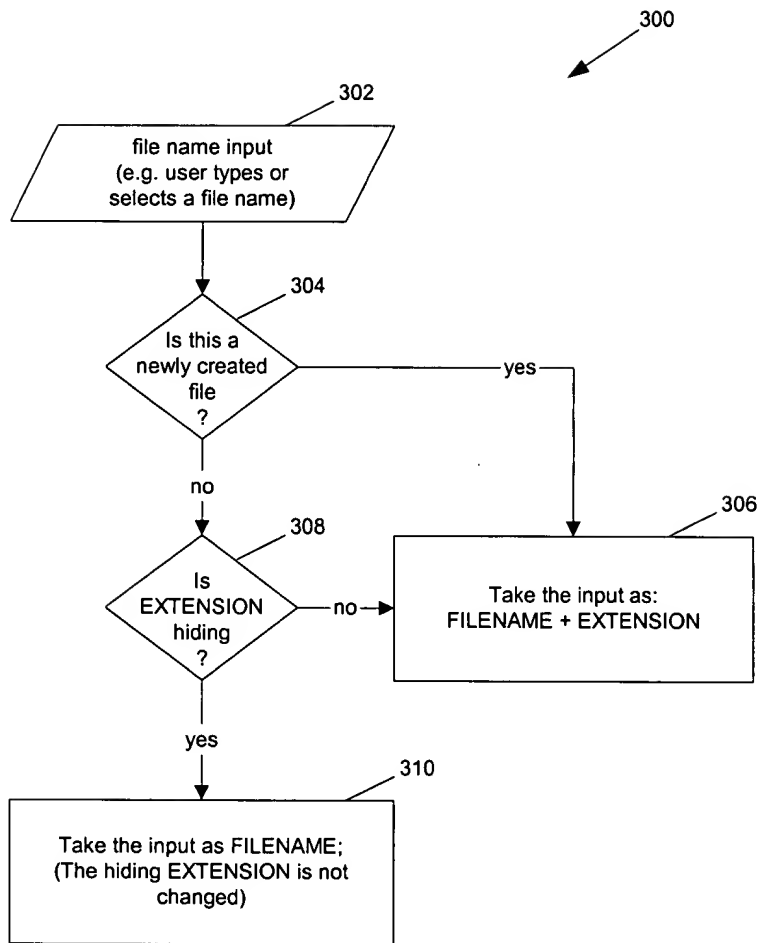 300
302
file name input
(e.g. user types or
selects a file name)
304
Is this a
newly created
file
?
yes
no
306
308
Is
EXTENSION
hiding
?
no
Take the input as:
FILENAME + EXTENSION
yes
310
Take the input as FILENAME;
(The hiding EXTENSION is not
changed)